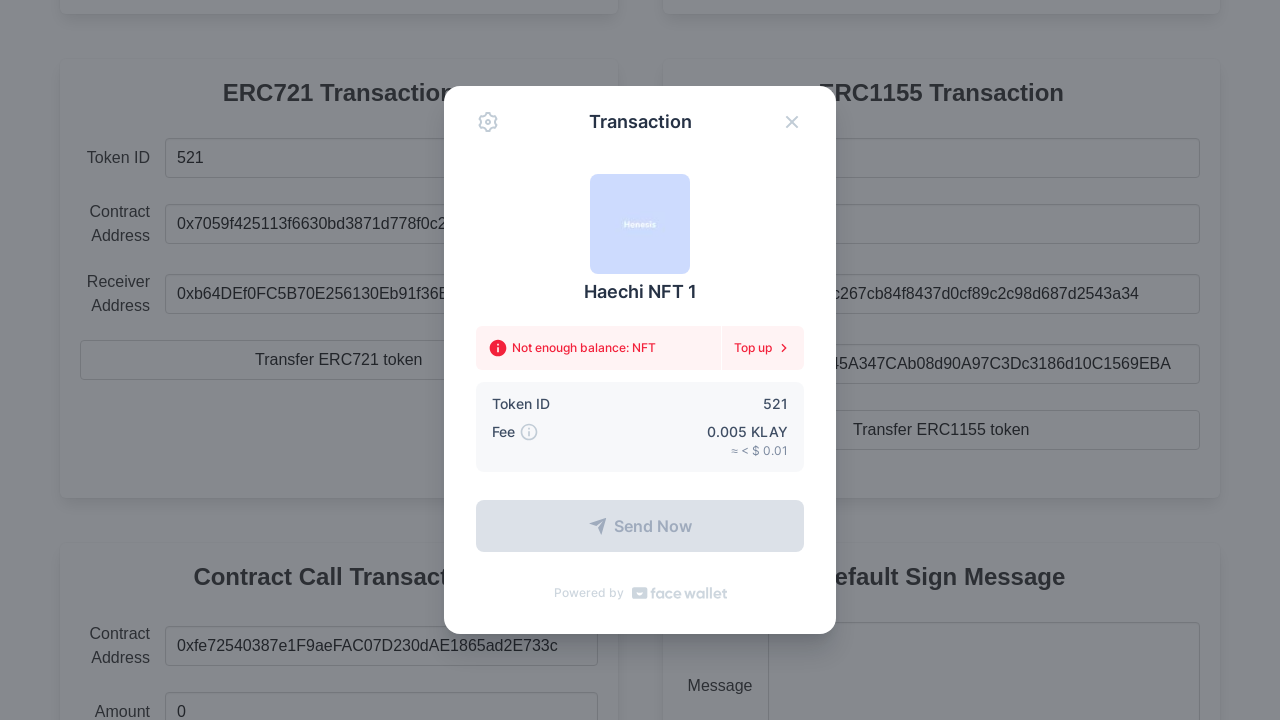 ERC721 Transaction
Token ID
521
Contract
Address
0x7059f425113f6630bd3871d778f0c2
Receiver
Address
0xb64DEf0FC5B70E256130Eb91f36E
Transfer ERC721 token
ERC1155 Transaction
c267cb84f8437d0cf89c2c98d687d2543a34
45A347CAb08d90A97C3Dc3186d10C1569EBA
Transfer ERC1155 token
Transaction
Henesis
Haechi NFT 1
Not enough balance: NFT
Top up
Token ID
521
Fee
0.005 KLAY
≈ < $ 0.01
Send Now
Powered by face wallet
Contract Call Transact
Contract
Address
0xfe72540387e1F9aeFAC07D230dAE1865ad2E733c
Amount
0
efault Sign Message
Message